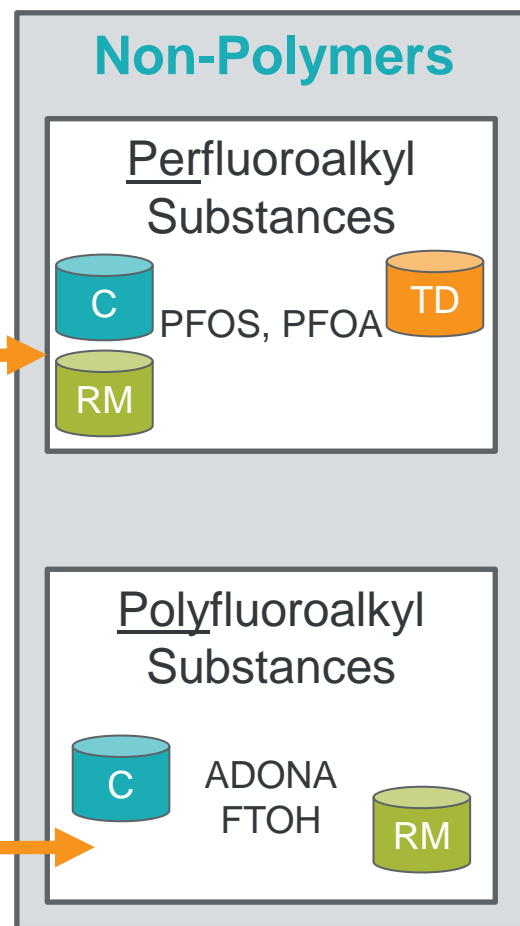 Non-Polymers
Perfluoroalkyl
Substances
C
PFOS, PFOA
TD
RM
Polyfluoroalkyl
Substances
C
ADONA
FTOH
RM